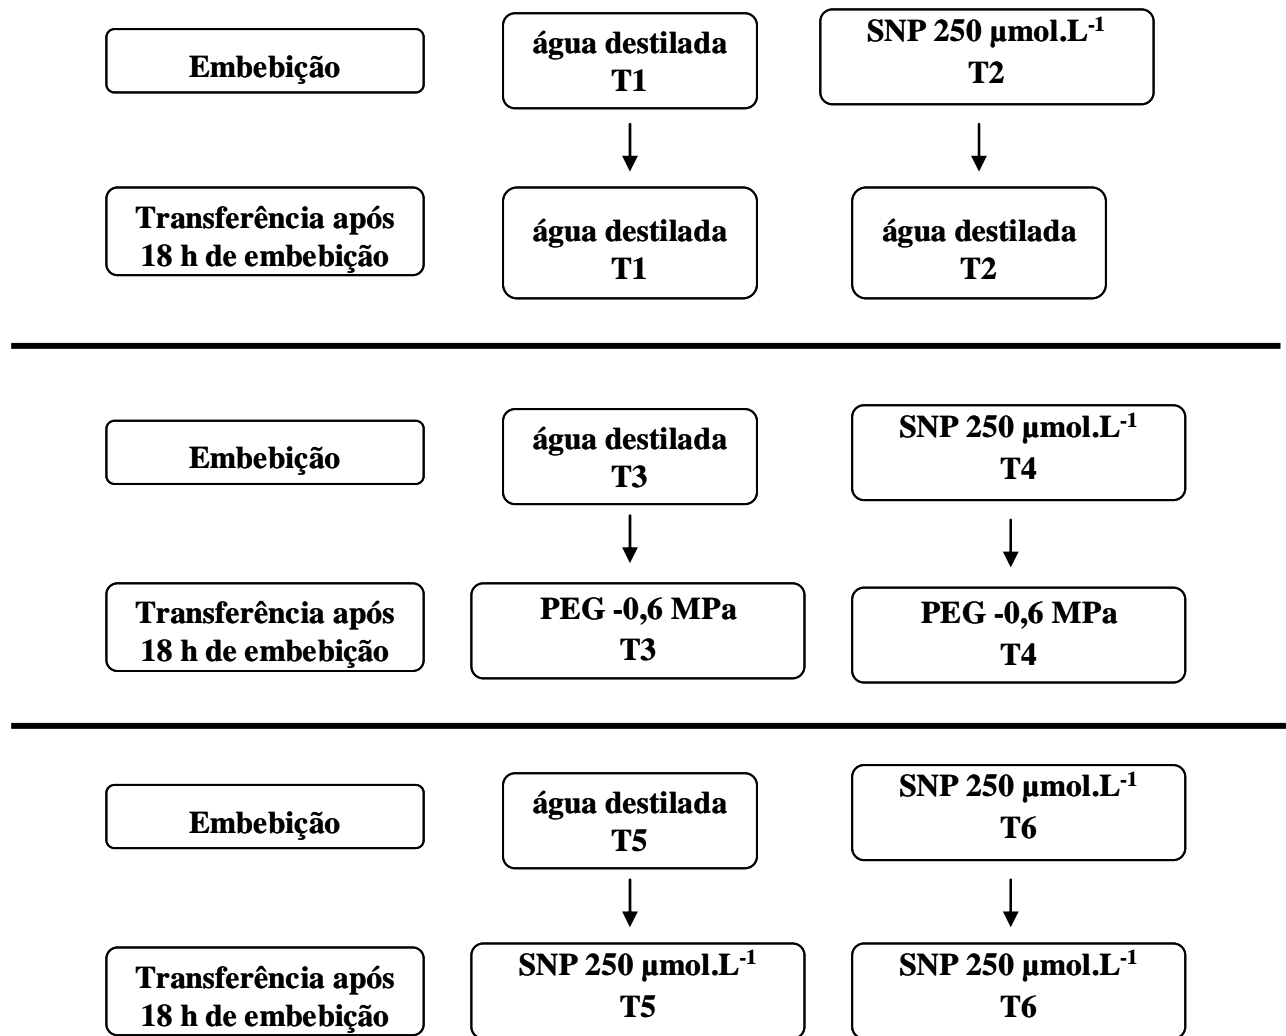 Embebição
água destilada
T1
SNP 250 µmol.L-1
T2
Transferência após
18 h de embebição
água destilada
T1
água destilada
T2
Embebição
água destilada
T3
SNP 250 µmol.L-1
T4
Transferência após
18 h de embebição
PEG -0,6 MPa
T3
PEG -0,6 MPa
T4
Embebição
água destilada
T5
SNP 250 µmol.L-1
T6
Transferência após
18 h de embebição
SNP 250 µmol.L-1
T5
SNP 250 µmol.L-1
T6